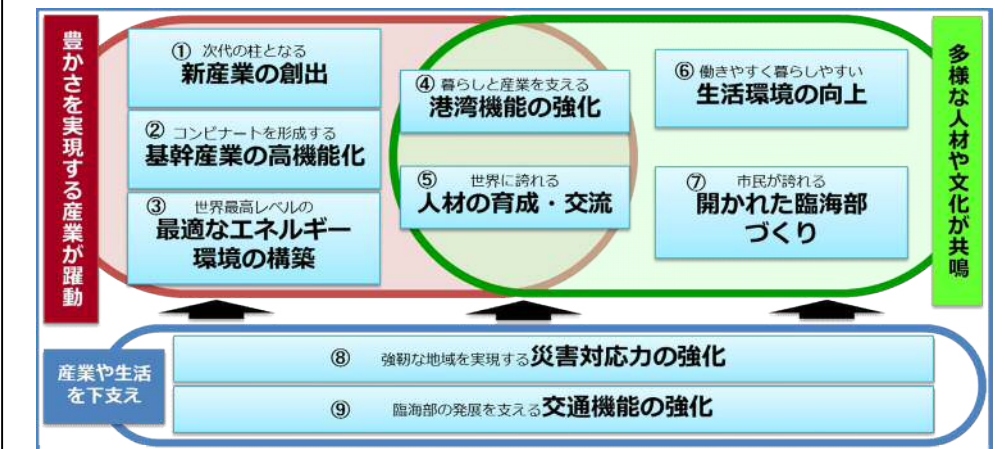 豊かさを実現する産業が躍動
① 次代の柱となる
新産業の創出
② コンビナートを形成する
基幹産業の高機能化
③ 世界最高レベルの
最適なエネルギー
環境の構築
④ 暮らしと産業を支える
港湾機能の強化
⑤ 世界に誇れる
人材の育成・交流
⑥ 働きやすく暮らしやすい
生活環境の向上
⑦ 市民が誇れる
開かれた臨海部
づくり
多様な人材や文化が共鳴
産業や生活
を下支え
⑧ 強靭な地域を実現する災害対応力の強化
⑨ 臨海部の発展を支える交通機能の強化